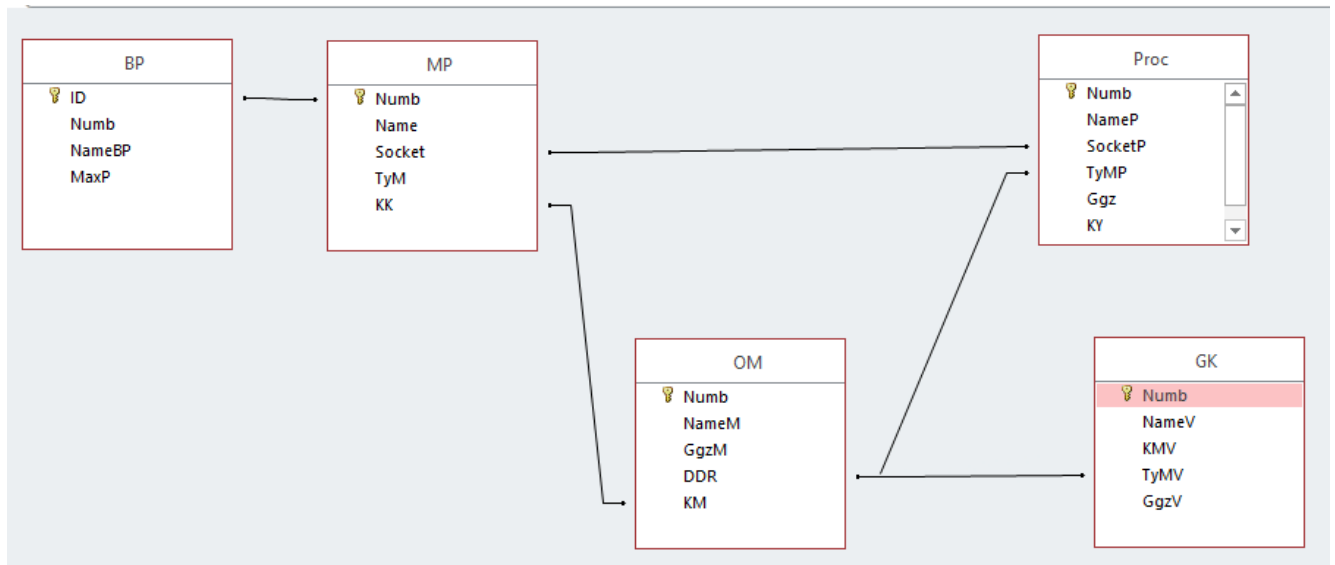 BP
ID
Numb
NameBP
MaxP
MP
Numb
Name
Socket
TyM
KK
Proc
Numb
NameP
SocketP
TyMP
Ggz
KY
OM
Numb
NameM
GgzM
DDR
KM
GK
Numb
NameV
KMV
TyMV
GgzV